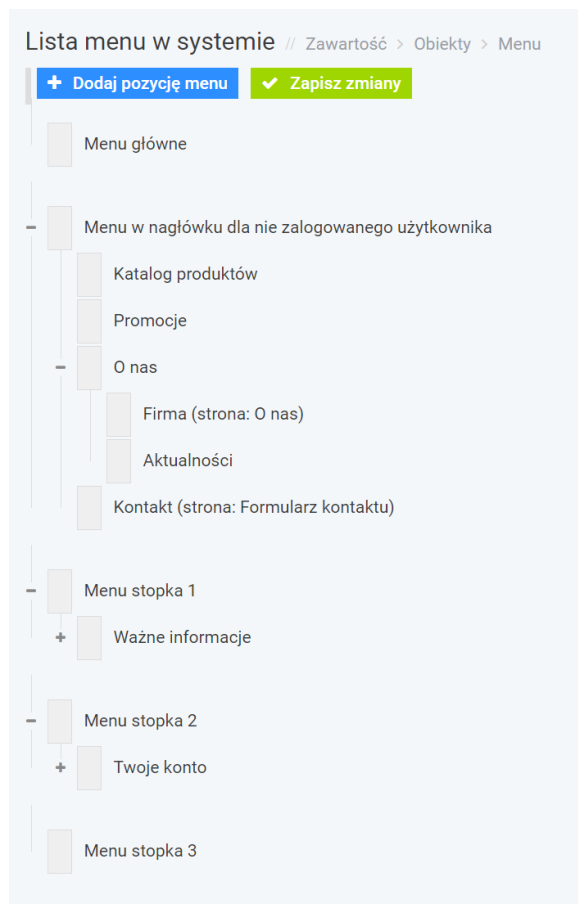 Lista menu w systemie // Zawartość > Obiekty > Menu
Dodaj pozycję menu Zapisz zmiany
Menu główne
Menu w nagłówku dla nie zalogowanego użytkownika
Katalog produktów
Promocje
O nas
Firma (strona: O nas)
Aktualności
Kontakt (strona: Formularz kontaktu)
Menu stopka 1
Ważne informacje
Menu stopka 2
Twoje konto
Menu stopka 3